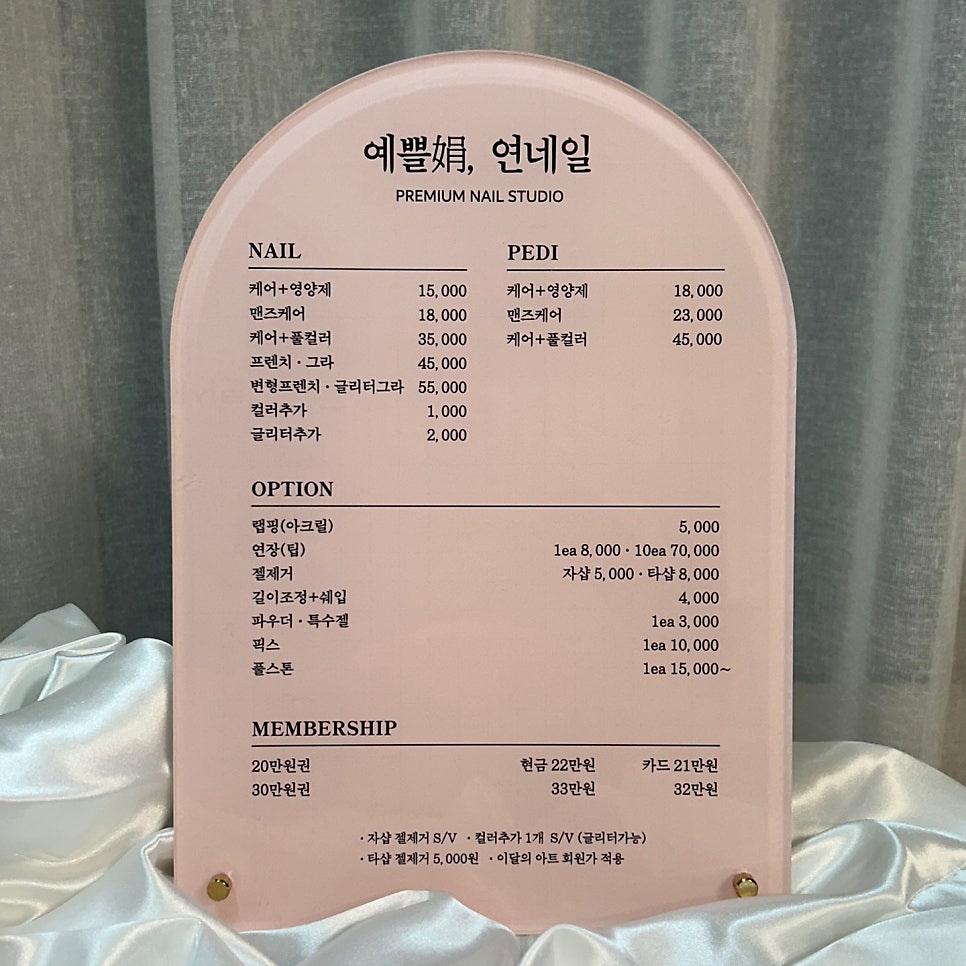 예쁠娟, 연네일
PREMIUM NAIL STUDIO
NAIL
케어+영양제 15,000
맨즈케어 18,000
케어+풀컬러 35,000
프렌치 · 그라 45,000
변형프렌치 · 글리터그라 55,000
컬러추가 1,000
글리터추가 2,000
PEDI
케어+영양제 18,000
맨즈케어 23,000
케어+풀컬러 45,000
OPTION
랩핑(아크릴) 5,000
연장(팁) 1ea 8,000 · 10ea 70,000
젤제거 자샵 5,000 · 타샵 8,000
길이조정+쉐입 4,000
파우더 · 특수젤 1ea 3,000
픽스 1ea 10,000
풀스톤 1ea 15,000~
MEMBERSHIP
20만원권 현금 22만원 카드 21만원
30만원권 33만원 32만원
· 자샵 젤제거 S/V · 컬러추가 1개 S/V (글리터가능)
· 타샵 젤제거 5,000원 · 이달의 아트 회원가 적용